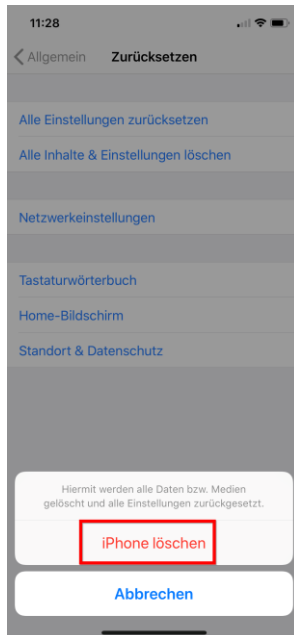 11:28
Allgemein Zurücksetzen
Alle Einstellungen zurücksetzen
Alle Inhalte & Einstellungen löschen
Netzwerkeinstellungen
Tastaturwörterbuch
Home-Bildschirm
Standort & Datenschutz
Hiermit werden alle Daten bzw. Medien
gelöscht und alle Einstellungen zurückgesetzt.
iPhone löschen
Abbrechen